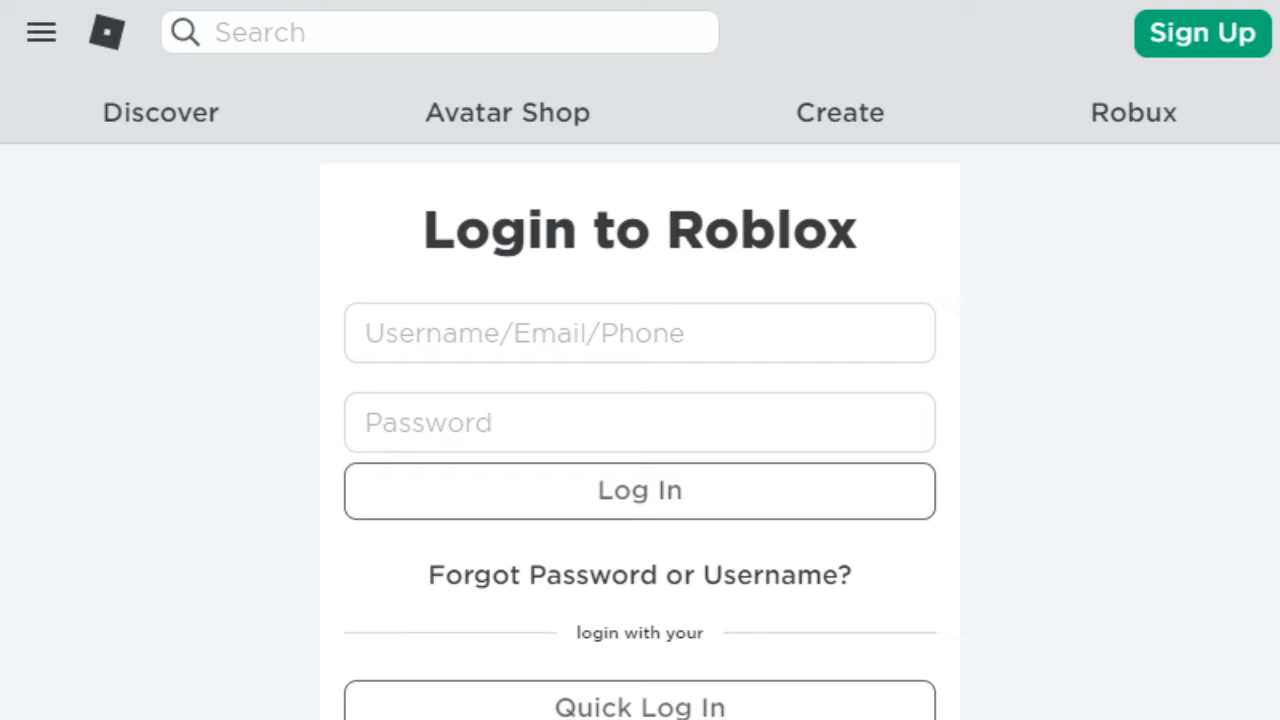 Search
Sign Up
Discover
Avatar Shop
Create
Robux
Login to Roblox
Username/Email/Phone
Password
Log In
Forgot Password or Username?
login with your
Quick Log In